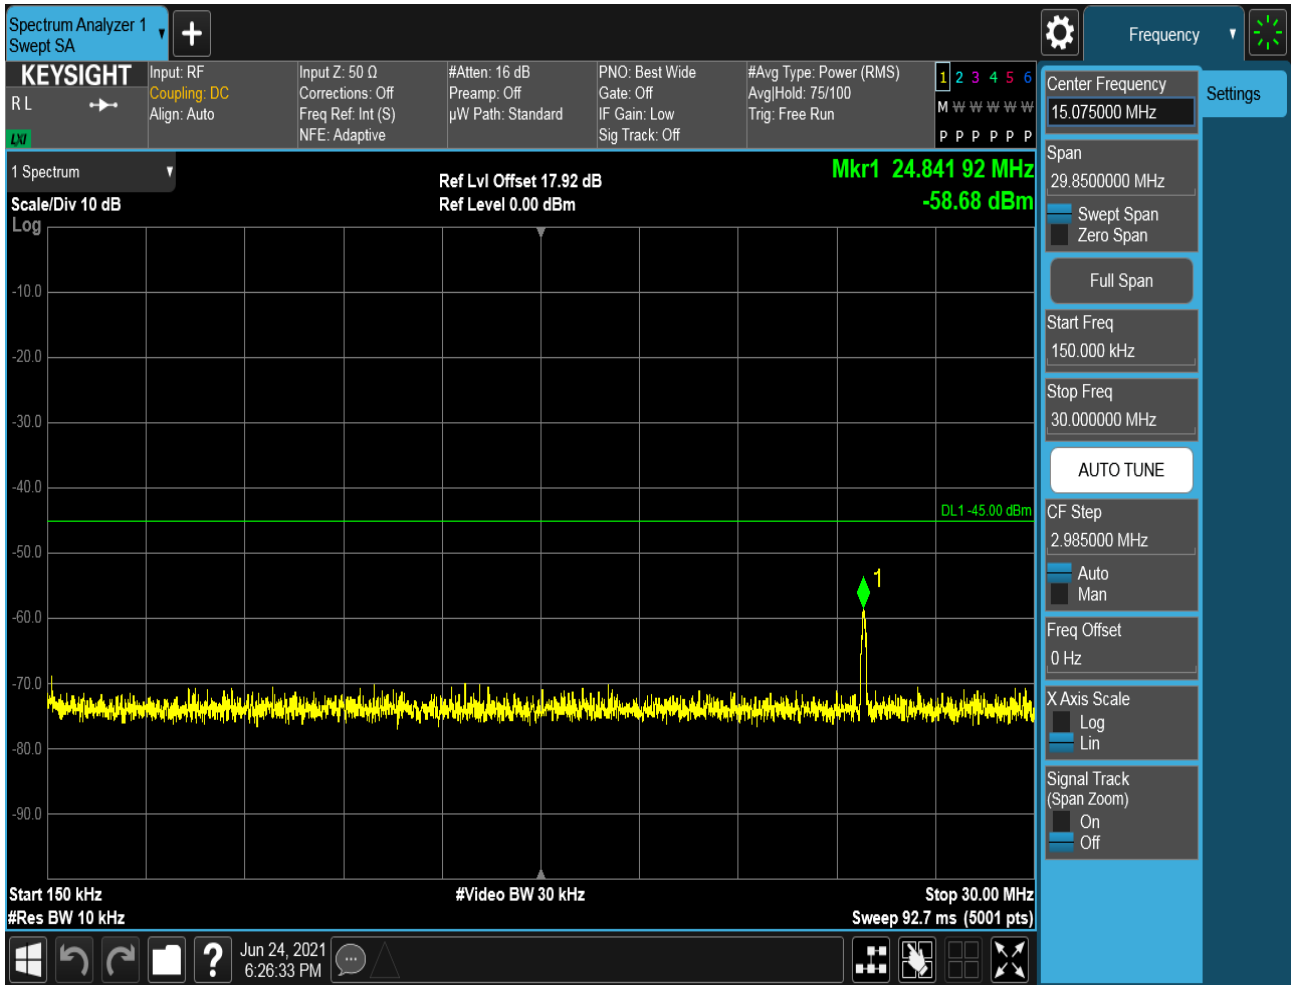 Spectrum Analyzer 1
Swept SA
Frequency
KEYSIGHT
R L
LXI
Input: RF
Coupling: DC
Align: Auto
Input Z: 50 Ω
Corrections: Off
Freq Ref: Int (S)
NFE: Adaptive
#Atten: 16 dB
Preamp: Off
µW Path: Standard
PNO: Best Wide
Gate: Off
IF Gain: Low
Sig Track: Off
#Avg Type: Power (RMS)
Avg|Hold: 75/100
Trig: Free Run
1 2 3 4 5 6
M W W W W W
P P P P P P
1 Spectrum
Scale/Div 10 dB
Log
Ref Lvl Offset 17.92 dB
Ref Level 0.00 dBm
Mkr1 24.841 92 MHz
-58.68 dBm
-10.0
-20.0
-30.0
-40.0
DL1 -45.00 dBm
-50.0
1
-60.0
-70.0
-80.0
-90.0
Start 150 kHz
#Video BW 30 kHz
Stop 30.00 MHz
#Res BW 10 kHz
Sweep 92.7 ms (5001 pts)
?
Jun 24, 2021
6:26:33 PM
Center Frequency
15.075000 MHz
Settings
Span
29.8500000 MHz
Swept Span
Zero Span
Full Span
Start Freq
150.000 kHz
Stop Freq
30.000000 MHz
AUTO TUNE
CF Step
2.985000 MHz
Auto
Man
Freq Offset
0 Hz
X Axis Scale
Log
Lin
Signal Track
(Span Zoom)
On
Off